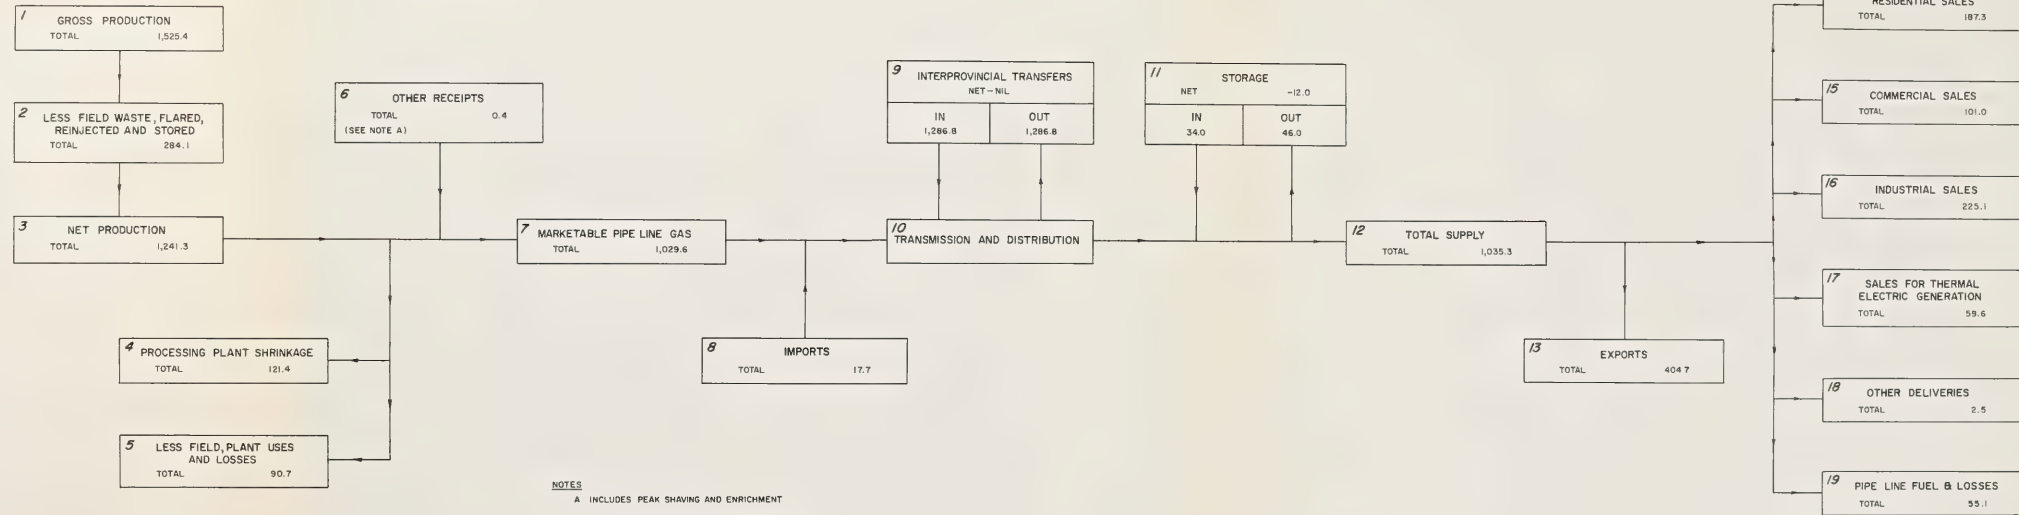 1
GROSS PRODUCTION
TOTAL 1,525.4
2
LESS FIELD WASTE, FLARED,
REINJECTED AND STORED
TOTAL 284.1
3
NET PRODUCTION
TOTAL 1,241.3
4
PROCESSING PLANT SHRINKAGE
TOTAL 121.4
5
LESS FIELD, PLANT USES
AND LOSSES
TOTAL 90.7
6
OTHER RECEIPTS
TOTAL 0.4
(SEE NOTE A)
7
MARKETABLE PIPE LINE GAS
TOTAL 1,029.6
8
IMPORTS
TOTAL 17.7
9
INTERPROVINCIAL TRANSFERS
NET-NIL
IN OUT
1,286.8 1,286.8
10
TRANSMISSION AND DISTRIBUTION
11
STORAGE
NET -12.0
IN OUT
34.0 46.0
12
TOTAL SUPPLY
TOTAL 1,035.3
13
EXPORTS
TOTAL 404 7
RESIDENTIAL SALES
TOTAL 187.3
15
COMMERCIAL SALES
TOTAL 101.0
16
INDUSTRIAL SALES
TOTAL 225.1
17
SALES FOR THERMAL
ELECTRIC GENERATION
TOTAL 59.6
18
OTHER DELIVERIES
TOTAL 2.5
19
PIPE LINE FUEL & LOSSES
TOTAL 55.1
NOTES
A INCLUDES PEAK SHAVING AND ENRICHMENT